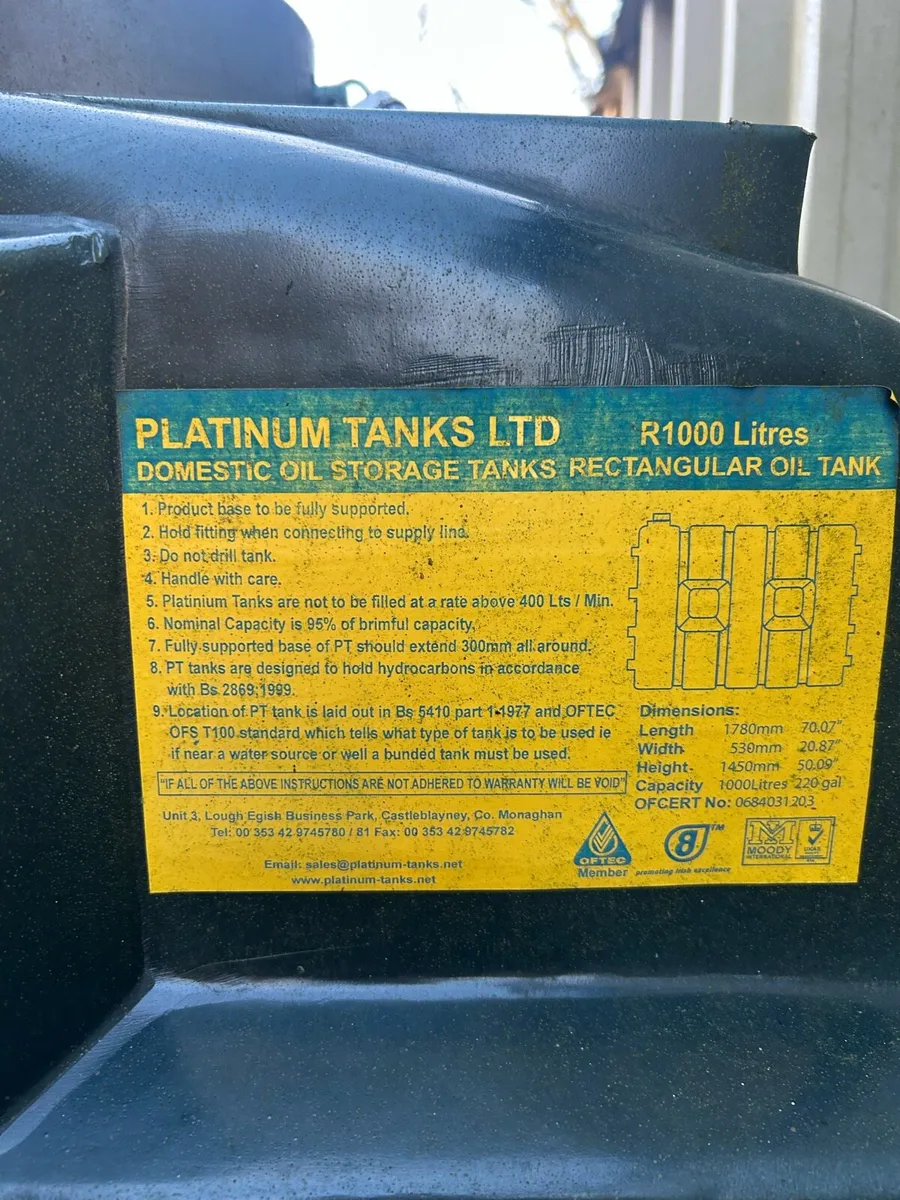 PLATINUM TANKS LTD R1000 Litres
DOMESTIC OIL STORAGE TANKS RECTANGULAR OIL TANK
1. Product base to be fully supported.
2. Hold fitting when connecting to supply line.
3. Do not drill tank.
4. Handle with care.
5. Platinium Tanks are not to be filled at a rate above 400 Lts / Min.
6. Nominal Capacity is 95% of brimful capacity.
7. Fully supported base of PT should extend 300mm all around.
8. PT tanks are designed to hold hydrocarbons in accordance
with Bs 2869:1999.
9. Location of PT tank is laid out in Bs 5410 part 1-1977 and OFTEC
OFS T100 standard which tells what type of tank is to be used ie
if near a water source or well a bunded tank must be used.
"IF ALL OF THE ABOVE INSTRUCTIONS ARE NOT ADHERED TO WARRANTY WILL BE VOID"
Unit 3, Lough Egish Business Park, Castleblayney, Co. Monaghan
Tel: 00 353 42 9745780 / 81 Fax: 00 353 42 9745782
Email: sales@platinum-tanks.net
www.platinum-tanks.net
Dimensions:
Length 1780mm 70.07"
Width 530mm 20.87"
Height 1450mm 50.09"
Capacity 1000Litres 220 gal
OFCERT No: 0684031203
OFTEC
Member
TM
promoting irish excellence
MOODY
INTERNATIONAL
UKAS